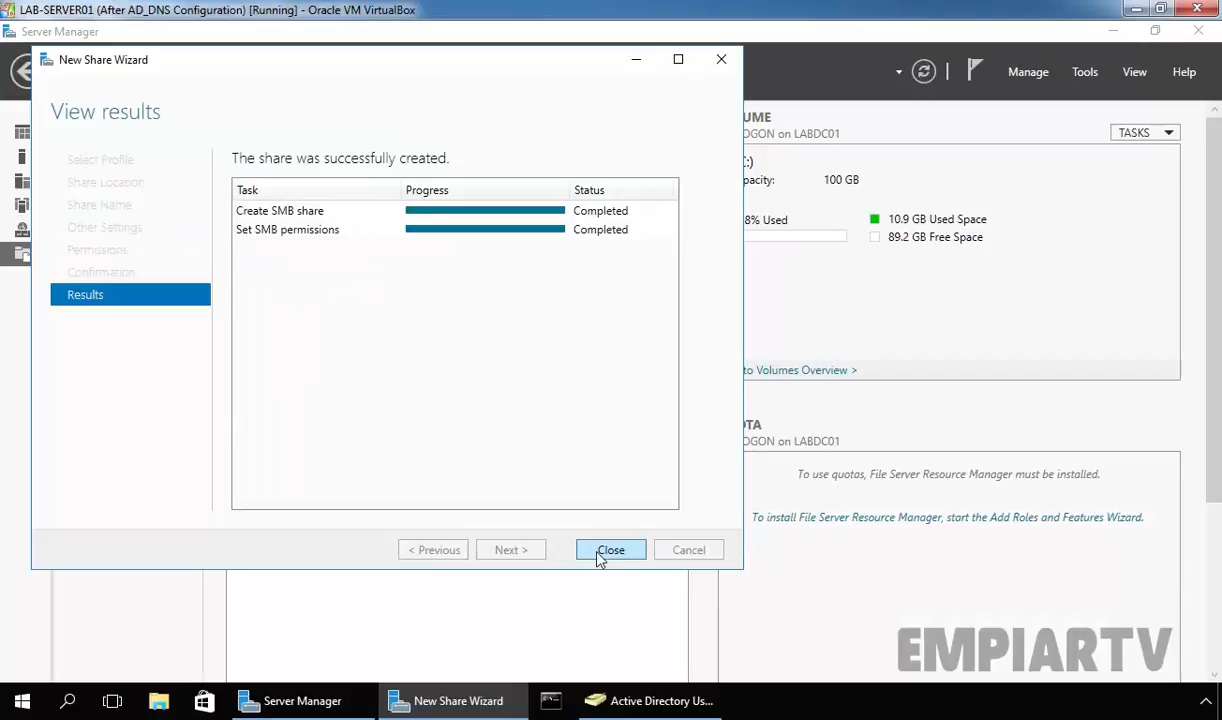 LAB-SERVER01 (After AD_DNS Configuration) [Running] - Oracle VM VirtualBox
Server Manager
New Share Wizard
Manage Tools View Help
View results
UME
OGON on LABDC01
TASKS
Select Profile
Share Location
Share Name
Other Settings
Permissions
Confirmation
Results
The share was successfully created.
Task Progress Status
Create SMB share Completed
Set SMB permissions Completed
:)
pacity: 100 GB
8% Used
10.9 GB Used Space
89.2 GB Free Space
to Volumes Overview >
OTA
OGON on LABDC01
To use quotas, File Server Resource Manager must be installed.
To install File Server Resource Manager, start the Add Roles and Features Wizard.
< Previous Next > Close Cancel
EMPIARTV
Server Manager New Share Wizard Active Directory Us...